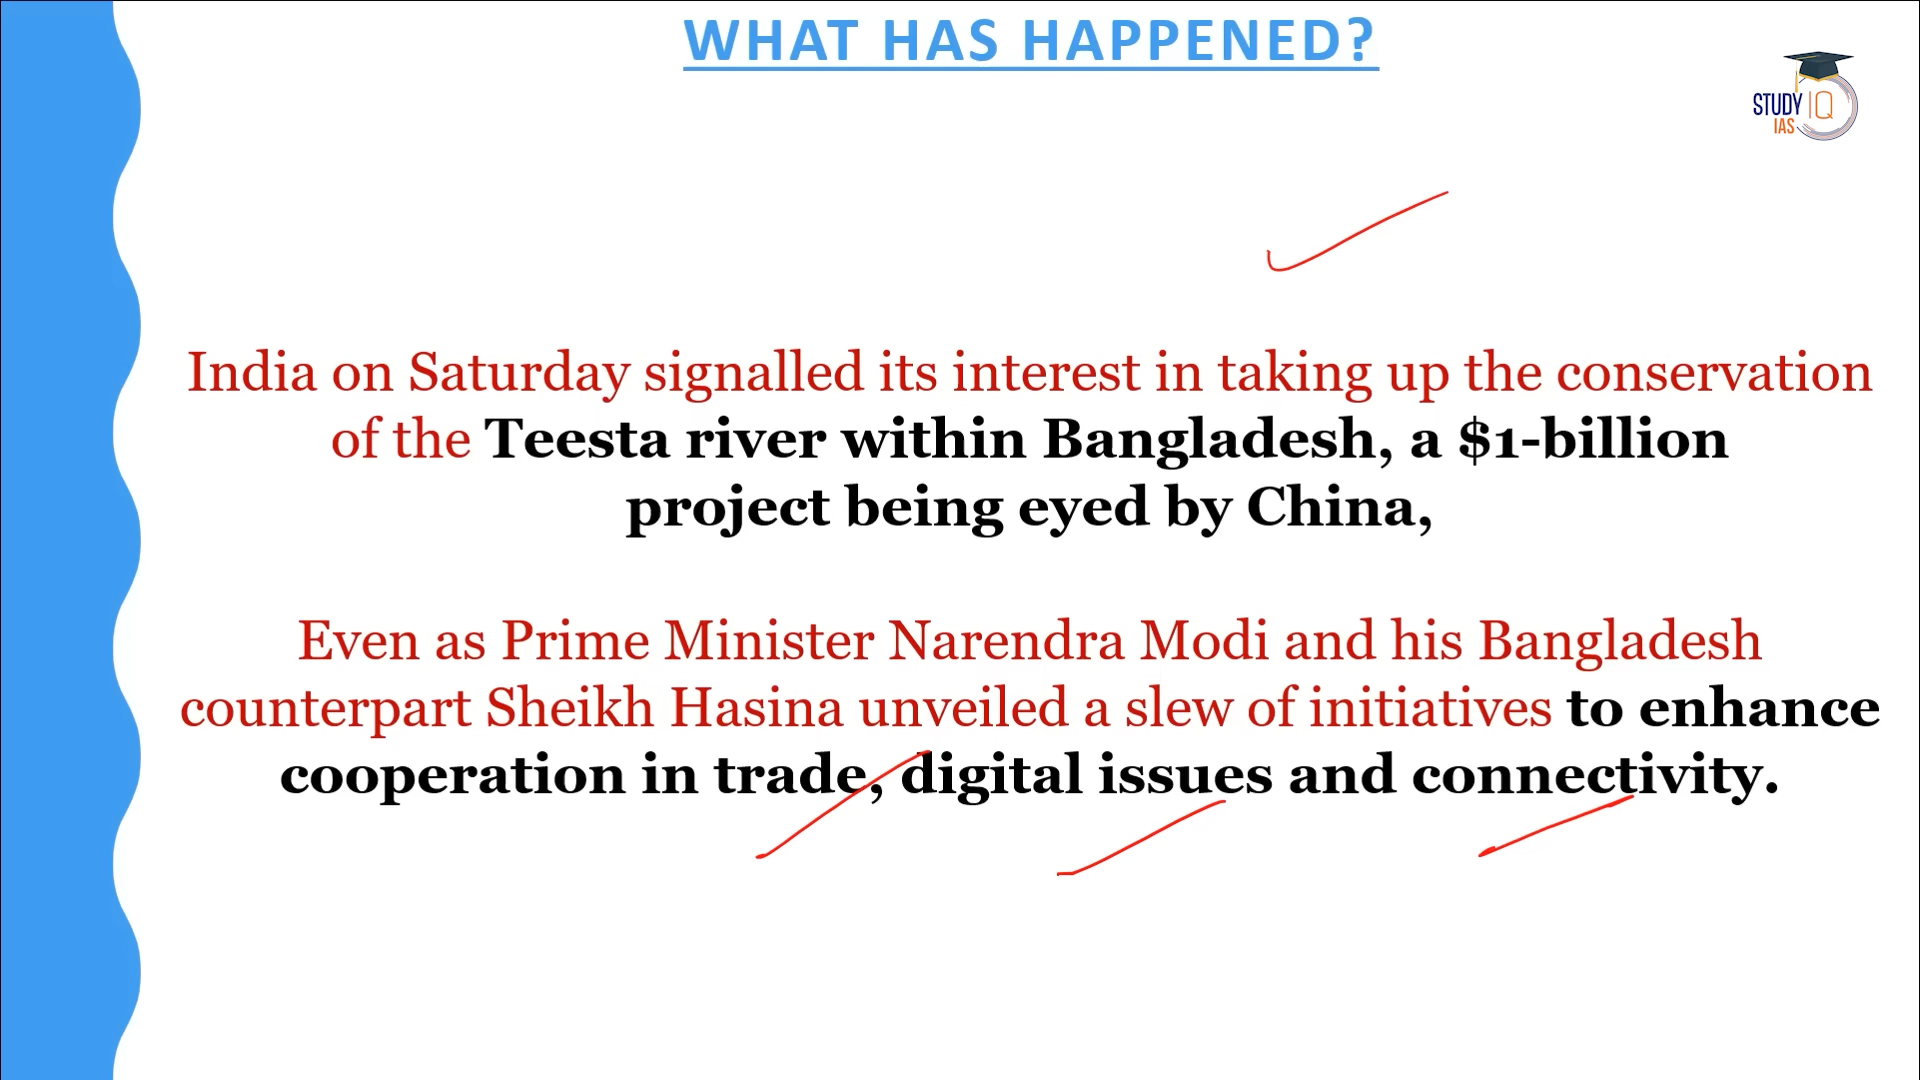 WHAT HAS HAPPENED?
STUDY IQ
IAS
India on Saturday signalled its interest in taking up the conservation
of the Teesta river within Bangladesh, a $1-billion
project being eyed by China,
Even as Prime Minister Narendra Modi and his Bangladesh
counterpart Sheikh Hasina unveiled a slew of initiatives to enhance
cooperation in trade, digital issues and connectivity.